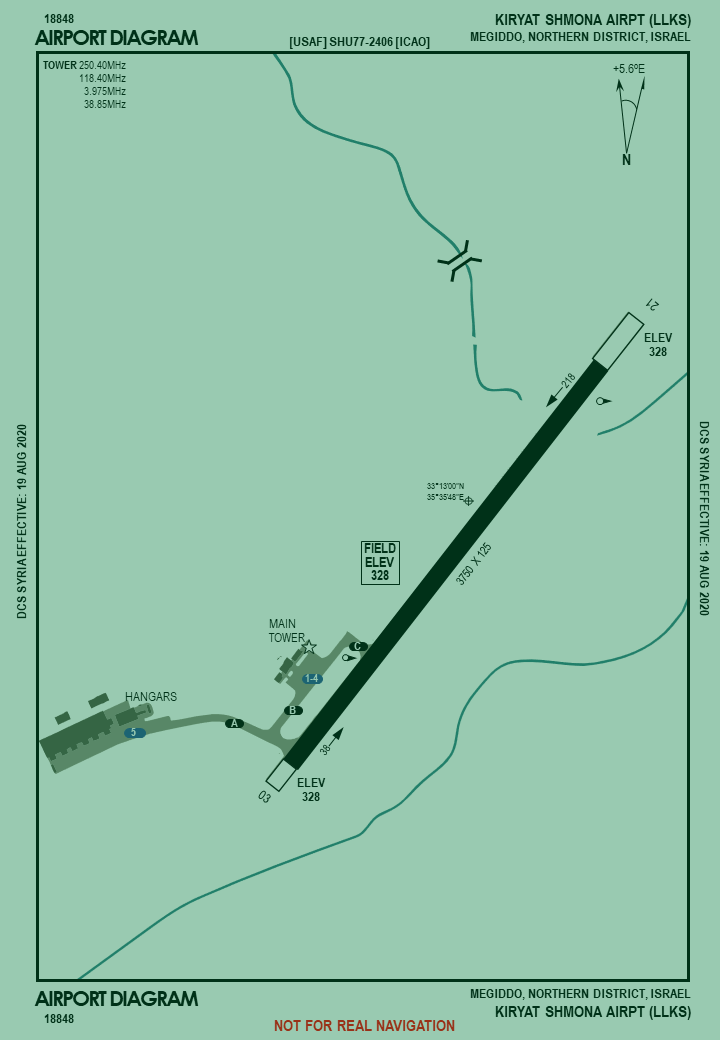 18848
AIRPORT DIAGRAM
[USAF] SHU77-2406 [ICAO]
KIRYAT SHMONA AIRPT (LLKS)
MEGIDDO, NORTHERN DISTRICT, ISRAEL
TOWER 250.40MHz
118.40MHz
3.975MHz
38.85MHz
+5.6ºE
N
21
ELEV
328
218
DCS SYRIA EFFECTIVE: 19 AUG 2020
DCS SYRIA EFFECTIVE: 19 AUG 2020
33°13'00"N
35°35'48"E
FIELD
ELEV
328
3750 X 125
MAIN
TOWER
C
1-4
HANGARS
B
A
5
38
ELEV
328
03
AIRPORT DIAGRAM
18848
MEGIDDO, NORTHERN DISTRICT, ISRAEL
KIRYAT SHMONA AIRPT (LLKS)
NOT FOR REAL NAVIGATION